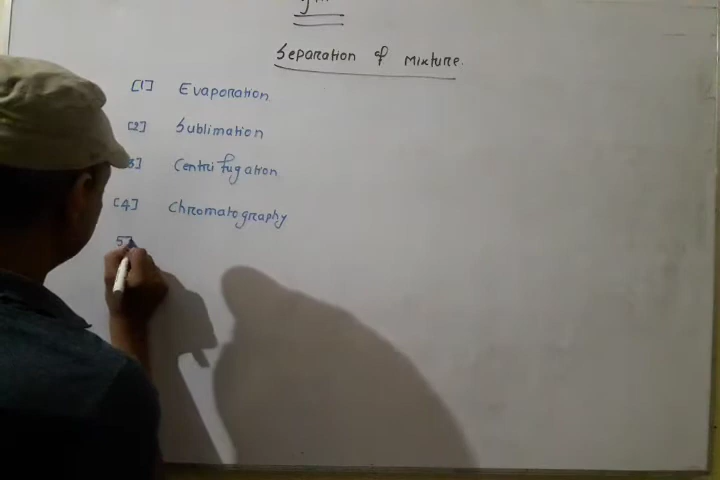 Separation of Mixture.
[1] Evaporation
[2] Sublimation
3] Centrifugation
[4] Chromatography
5]